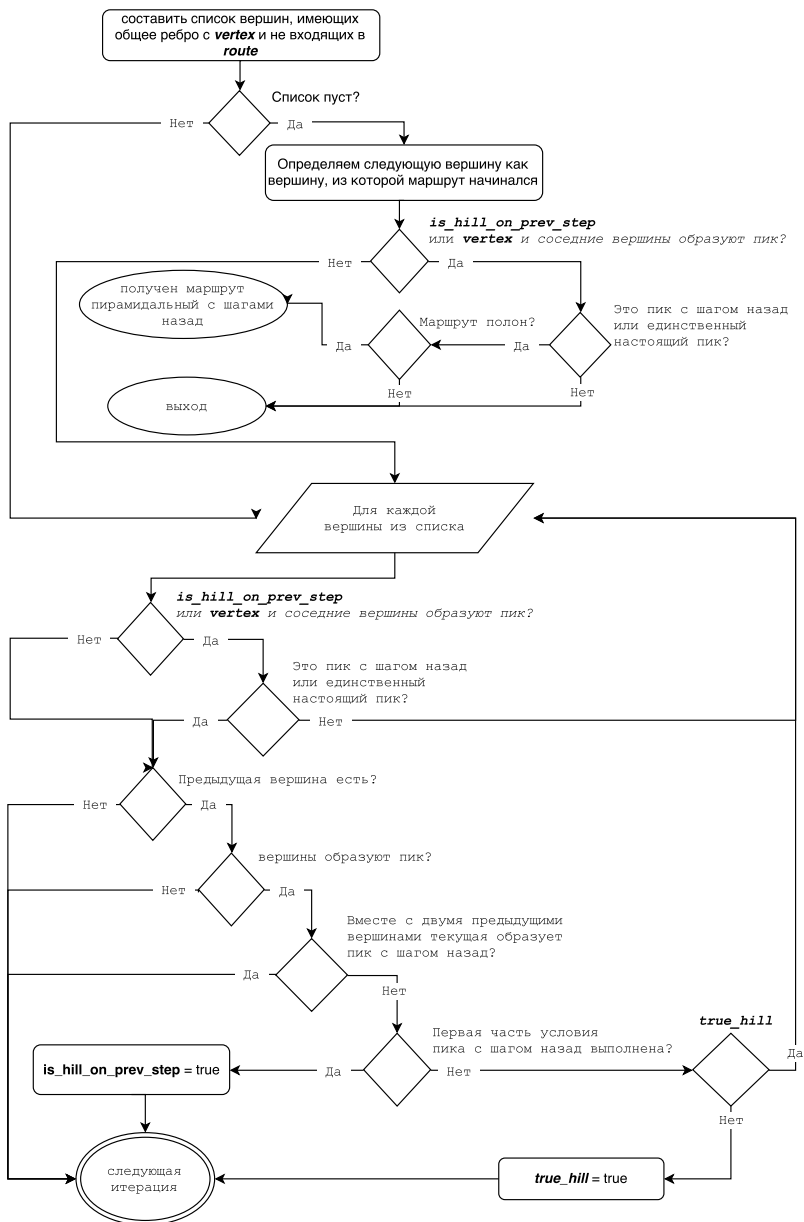 составить список вершин, имеющих
общее ребро с vertex и не входящих в
route
Список пуст?
Нет
Да
Определяем следующую вершину как
вершину, из которой маршрут начинался
is_hill_on_prev_step
или vertex и соседние вершины образуют пик?
Нет
Да
получен маршрут
пирамидальный с шагами
назад
Это пик с шагом назад
или единственный
настоящий пик?
Маршрут полон?
Да
Да
Нет
Нет
выход
Для каждой
вершины из списка
is_hill_on_prev_step
или vertex и соседние вершины образуют пик?
Нет
Да
Это пик с шагом назад
или единственный
настоящий пик?
Да
Нет
Предыдущая вершина есть?
Нет
Да
вершины образуют пик?
Нет
Да
Вместе с двумя предыдущими
вершинами текущая образует
пик с шагом назад?
Да
Нет
Первая часть условия
пика с шагом назад выполнена?
true_hill
Да
is_hill_on_prev_step = true
Да
Нет
Нет
следующая
итерация
true_hill = true